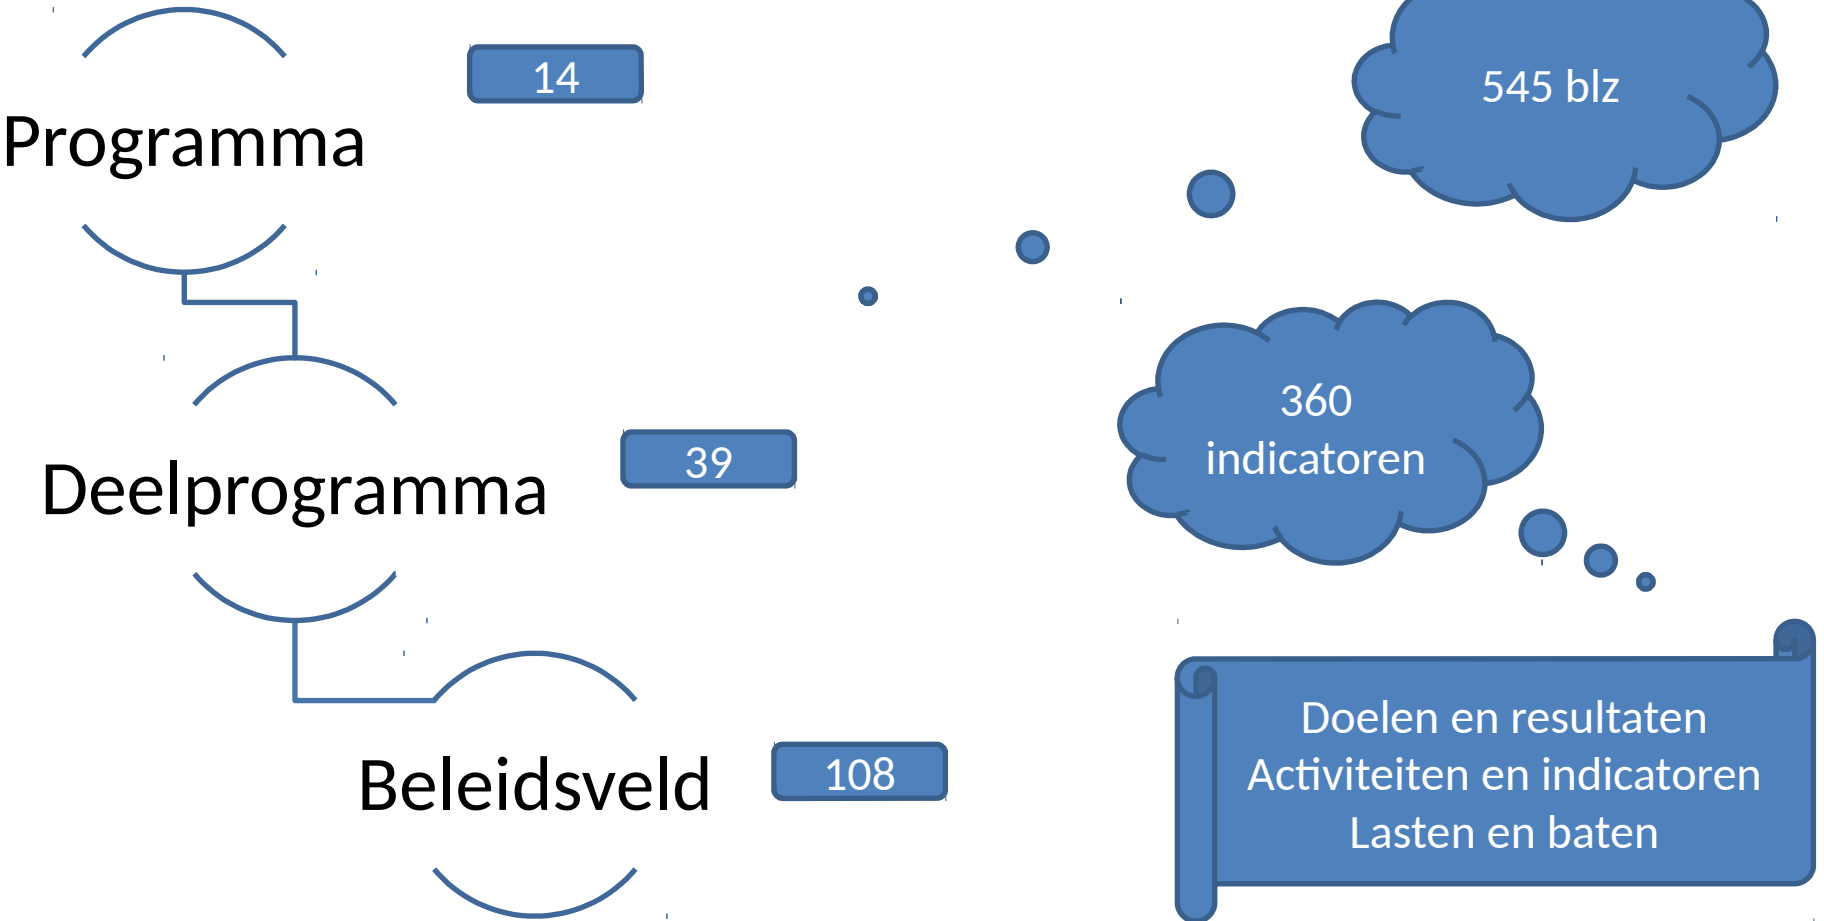 14
545 blz
Programma
360
indicatoren
39
Deelprogramma
Doelen en resultaten
Activiteiten en indicatoren
Lasten en baten
108
Beleidsveld